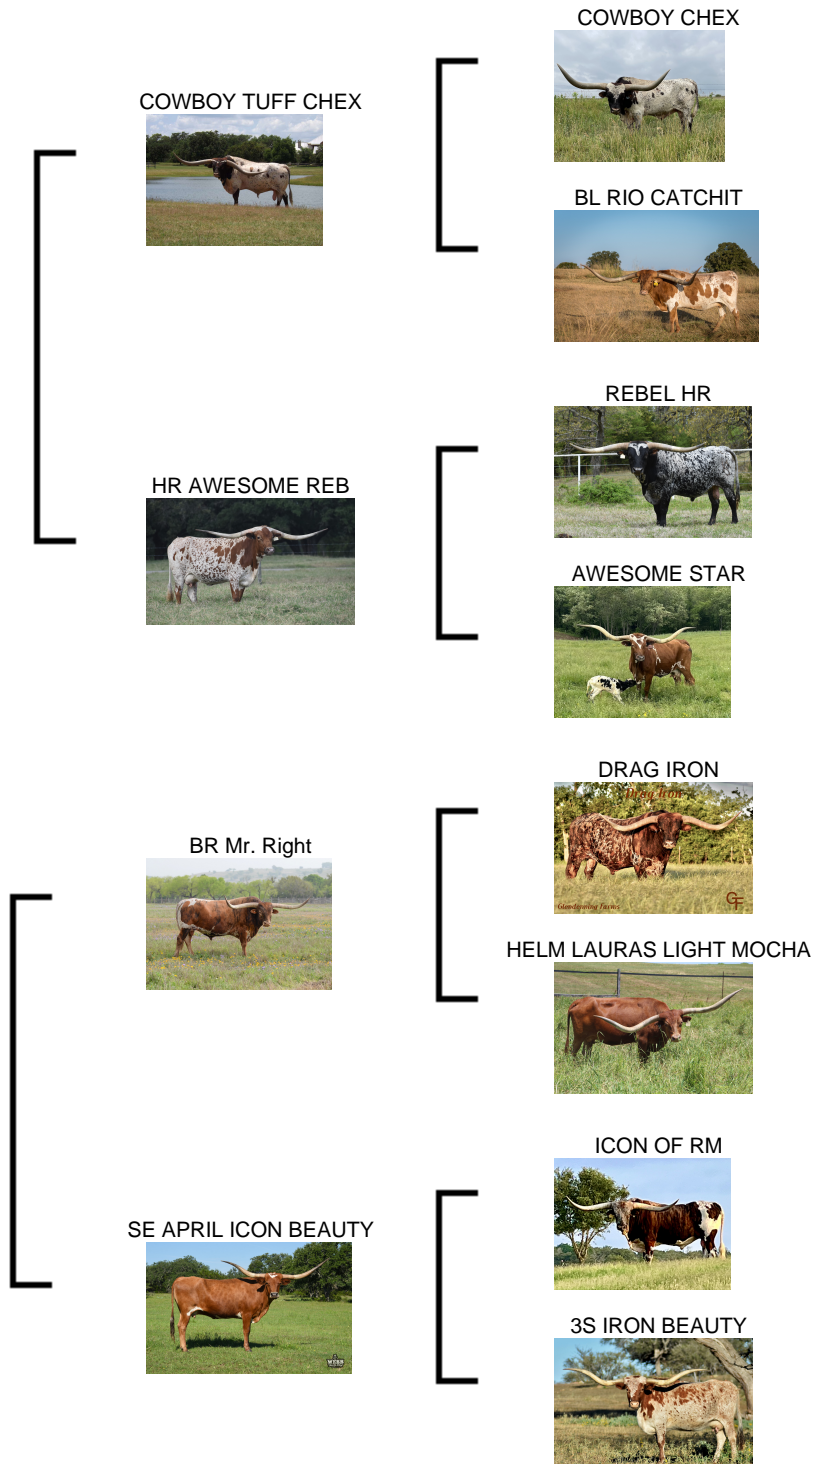 COWBOY CHEX
COWBOY TUFF CHEX
BL RIO CATCHIT
REBEL HR
HR AWESOME REB
AWESOME STAR
DRAG IRON
Drag Iron
Glendenning Farms
GF
BR Mr. Right
HELM LAURAS LIGHT MOCHA
ICON OF RM
SE APRIL ICON BEAUTY
WEBB
3S IRON BEAUTY